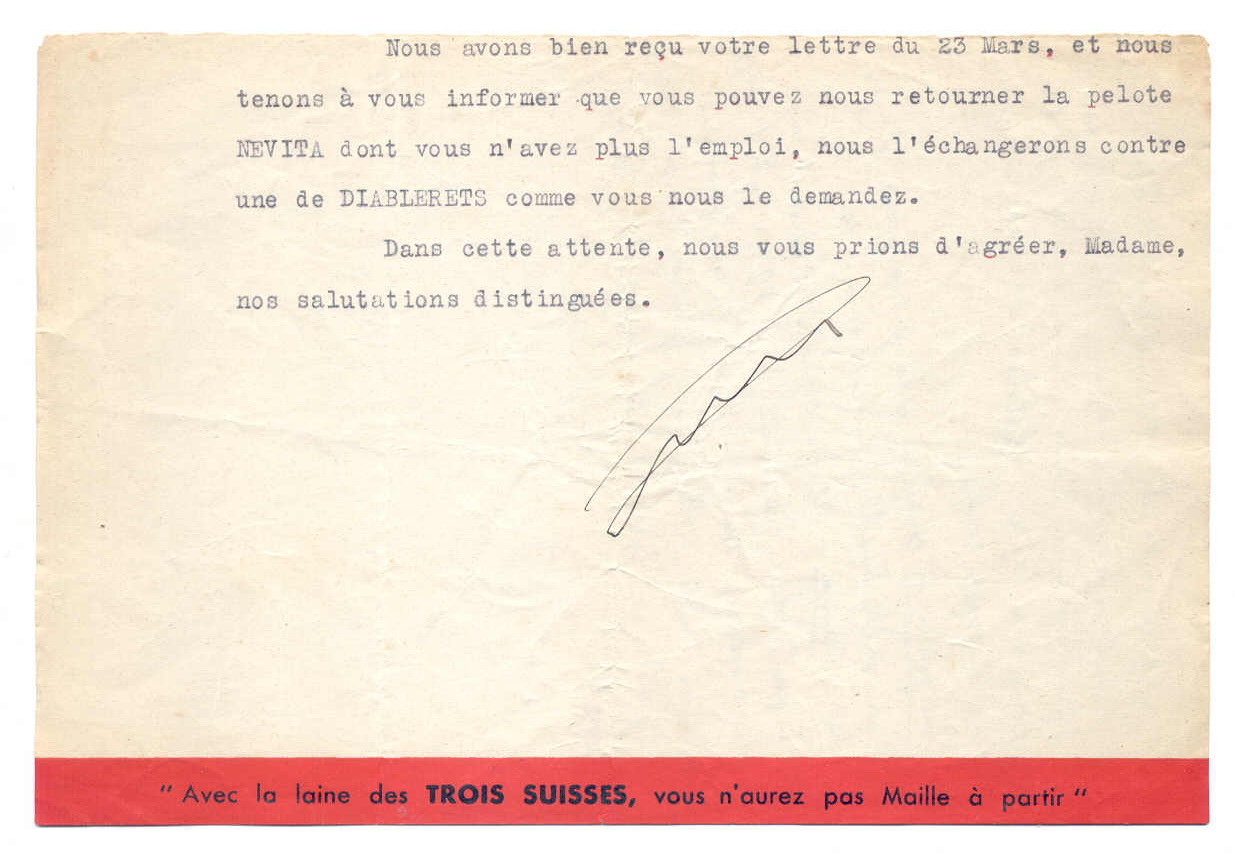 Nous avons bien reçu votre lettre du 23 Mars, et nous
tenons à vous informer que vous pouvez nous retourner la pelote
NEVITA dont vous n'avez plus l'emploi, nous l'échangerons contre
une de DIABLERETS comme vous nous le demandez.
Dans cette attente, nous vous prions d'agréer, Madame,
nos salutations distinguées.
" Avec la laine des TROIS SUISSES, vous n'aurez pas Maille à partir "